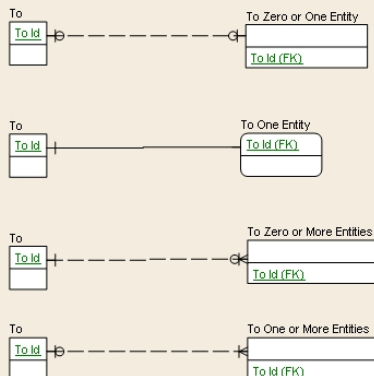 To
To Zero or One Entity
To Id
To Id (FK)
To
To One Entity
To Id
To Id (FK)
To
To Zero or More Entities
To Id
To Id (FK)
To
To One or More Entities
To Id
To Id (FK)